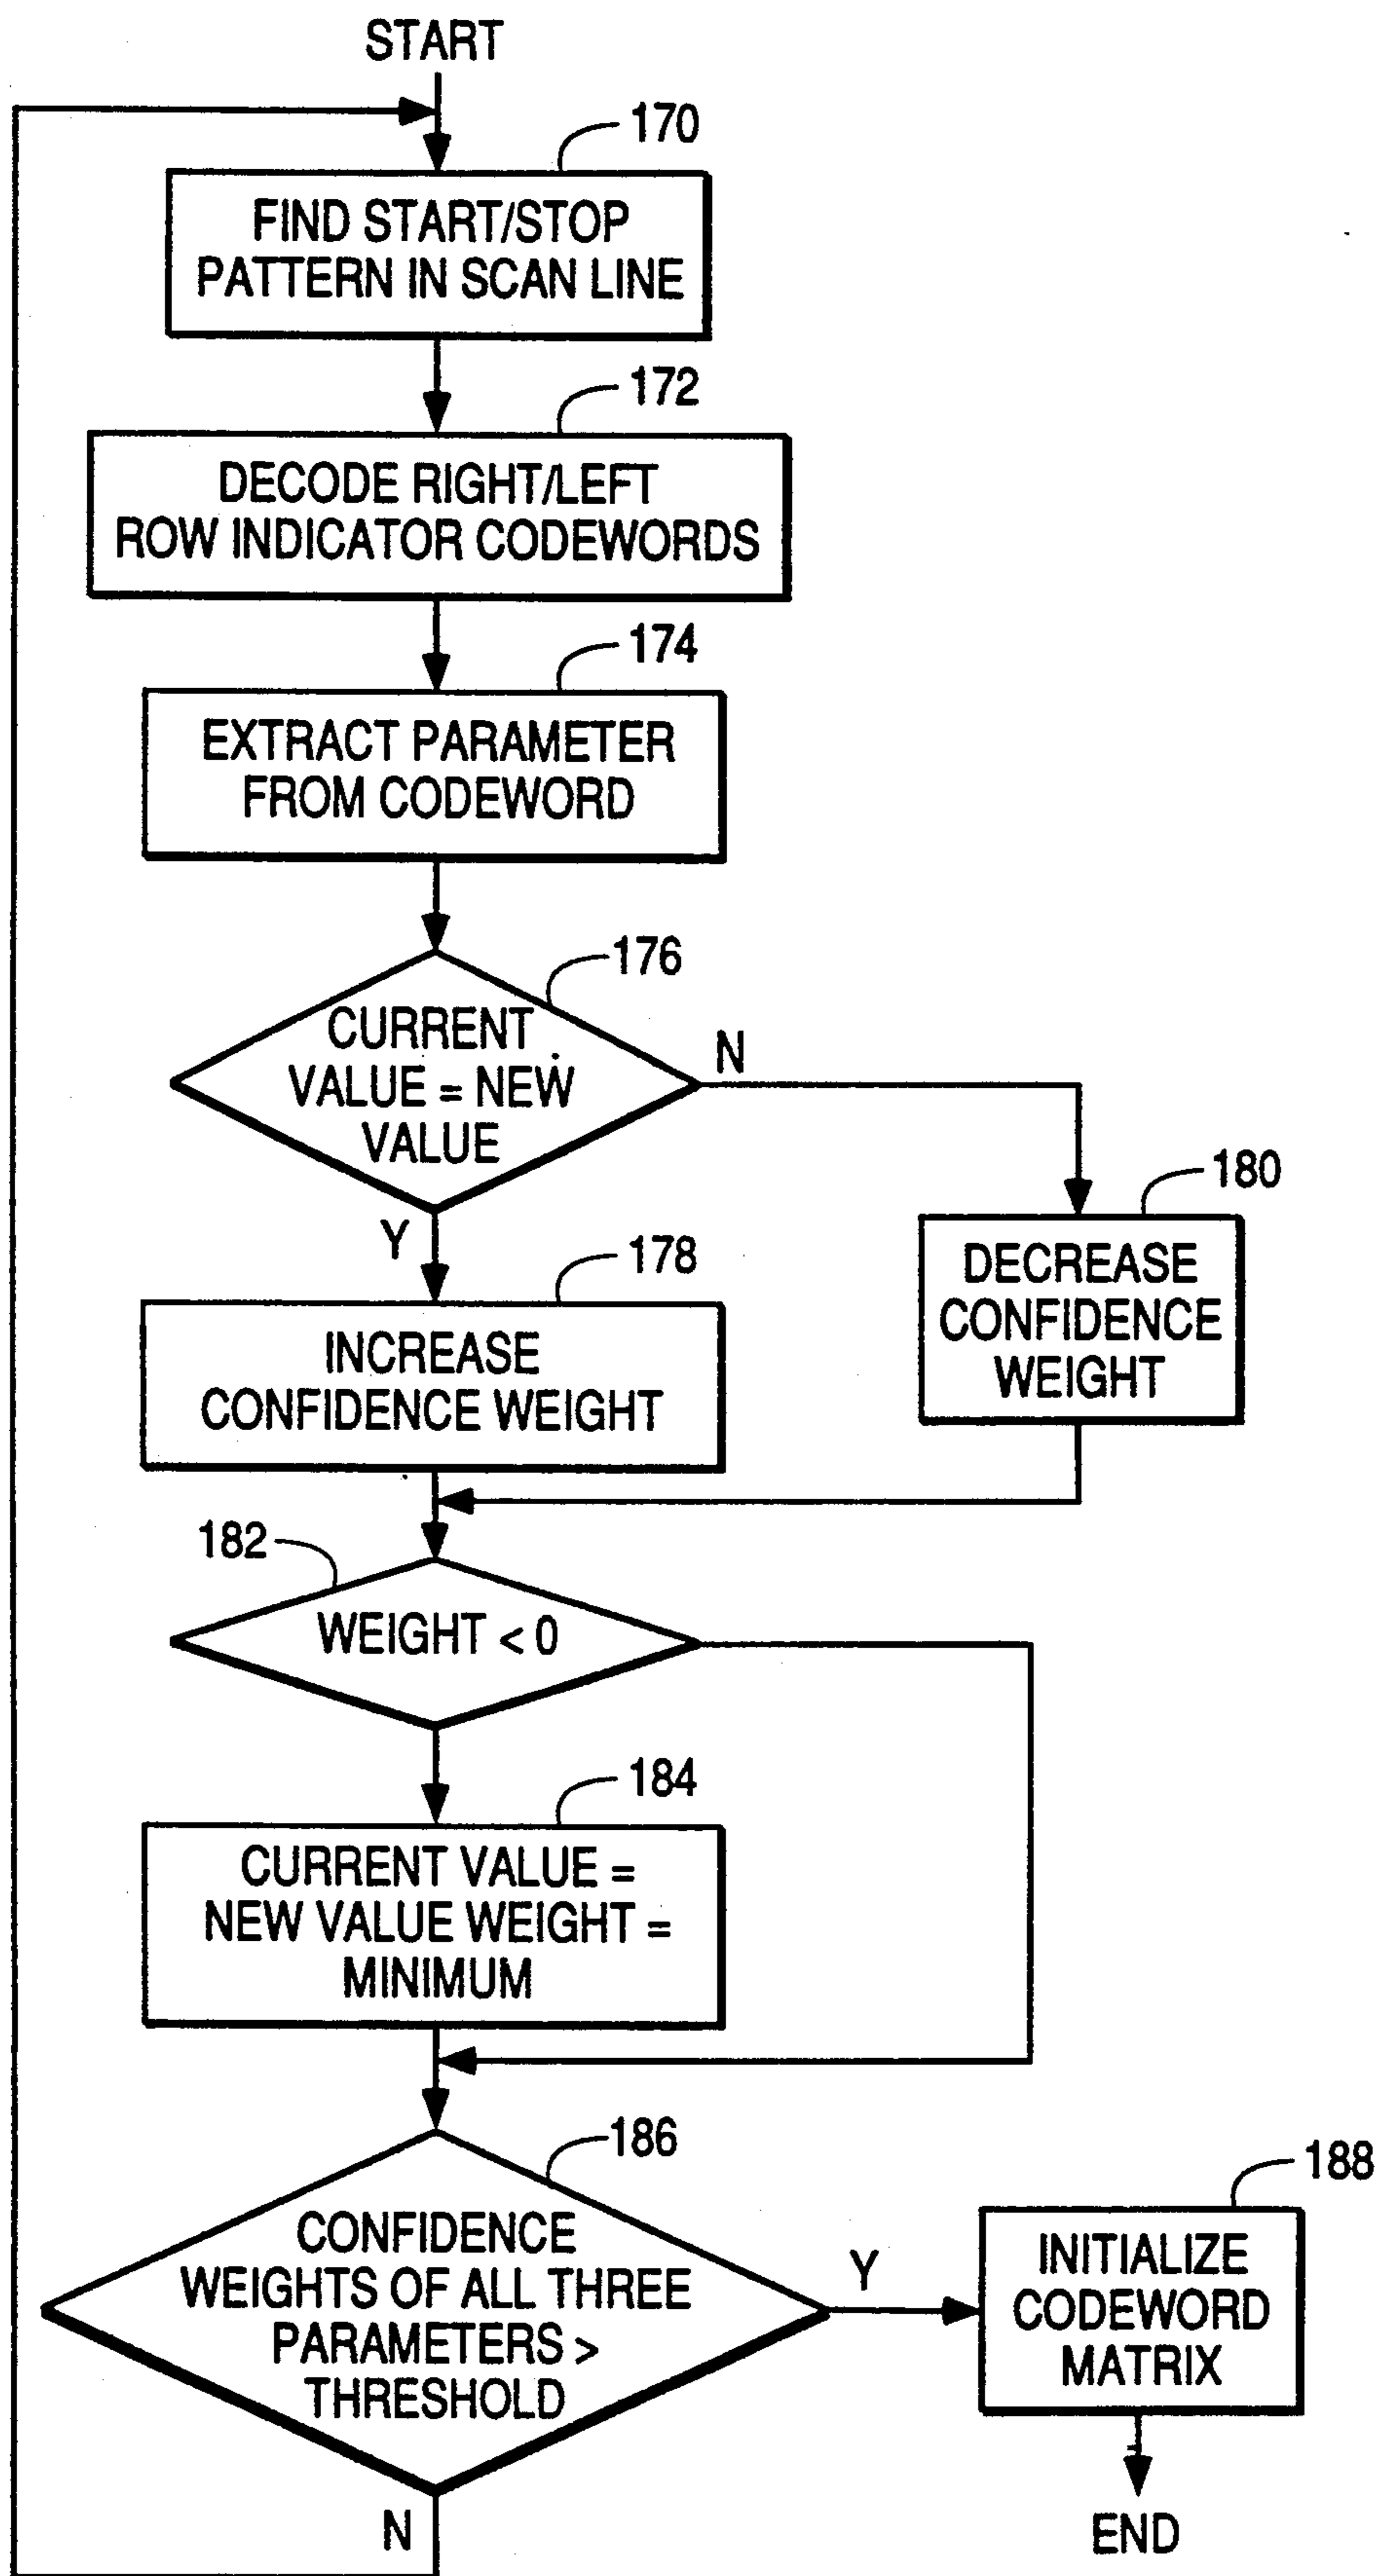 START
170
FIND START/STOP
PATTERN IN SCAN LINE
172
DECODE RIGHT/LEFT
ROW INDICATOR CODEWORDS
174
EXTRACT PARAMETER
FROM CODEWORD
176
CURRENT
VALUE = NEW
VALUE
N
Y
180
DECREASE
CONFIDENCE
WEIGHT
178
INCREASE
CONFIDENCE WEIGHT
182
WEIGHT < 0
184
CURRENT VALUE =
NEW VALUE WEIGHT =
MINIMUM
186
CONFIDENCE
WEIGHTS OF ALL THREE
PARAMETERS >
THRESHOLD
Y
N
188
INITIALIZE
CODEWORD
MATRIX
END